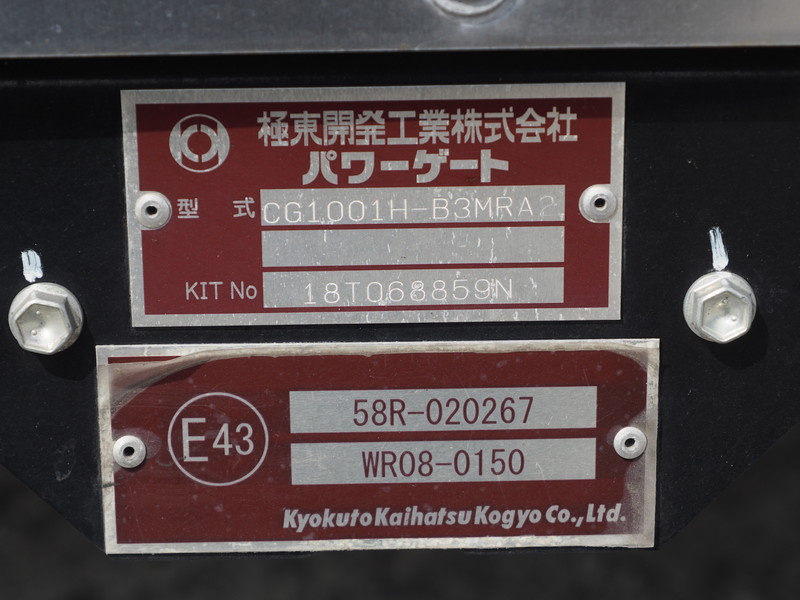 極東開発工業株式会社
パワーゲート
型 式 CG1001H-B3MRA2
KIT No 18T068859N
E43
58R-020267
WR08-0150
Kyokuto Kaihatsu Kogyo Co., Ltd.